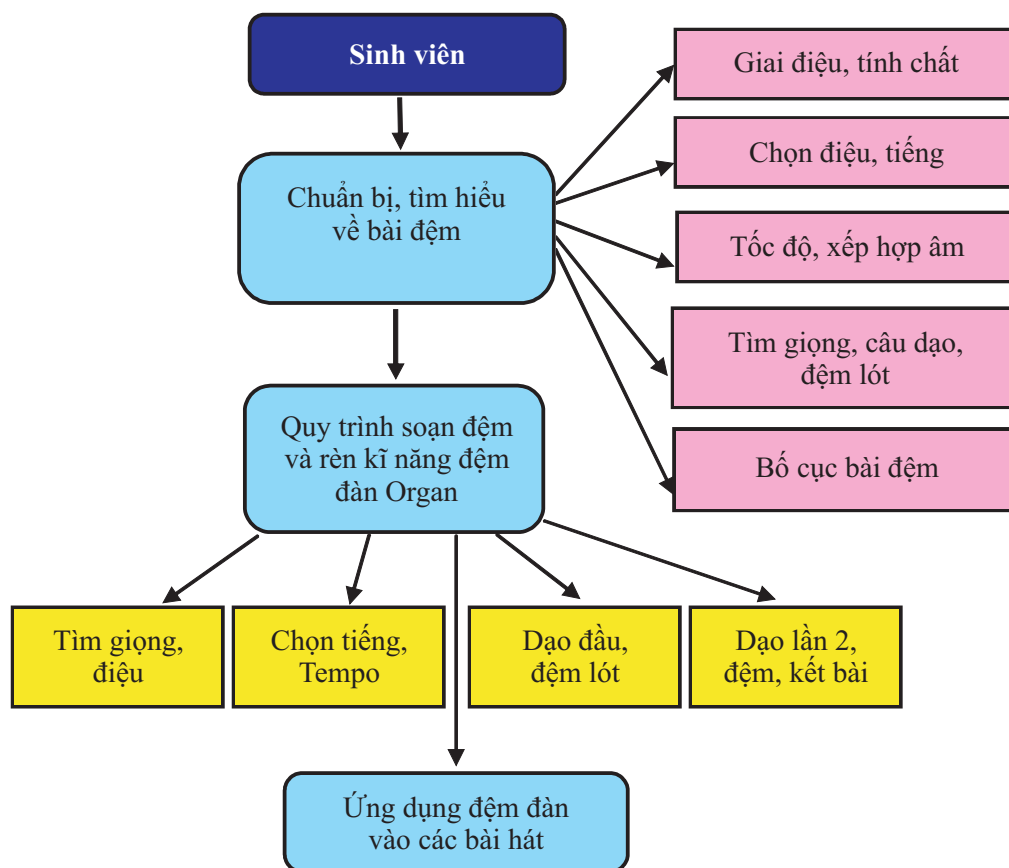 Sinh viên
Chuẩn bị, tìm hiểu
về bài đệm
Giai điệu, tính chất
Chọn điệu, tiếng
Tốc độ, xếp hợp âm
Tìm giọng, câu dạo,
đệm lót
Bố cục bài đệm
Quy trình soạn đệm
và rèn kĩ năng đệm
đàn Organ
Tìm giọng,
điệu
Chọn tiếng,
Tempo
Dạo đầu,
đệm lót
Dạo lần 2,
đệm, kết bài
Ứng dụng đệm đàn
vào các bài hát